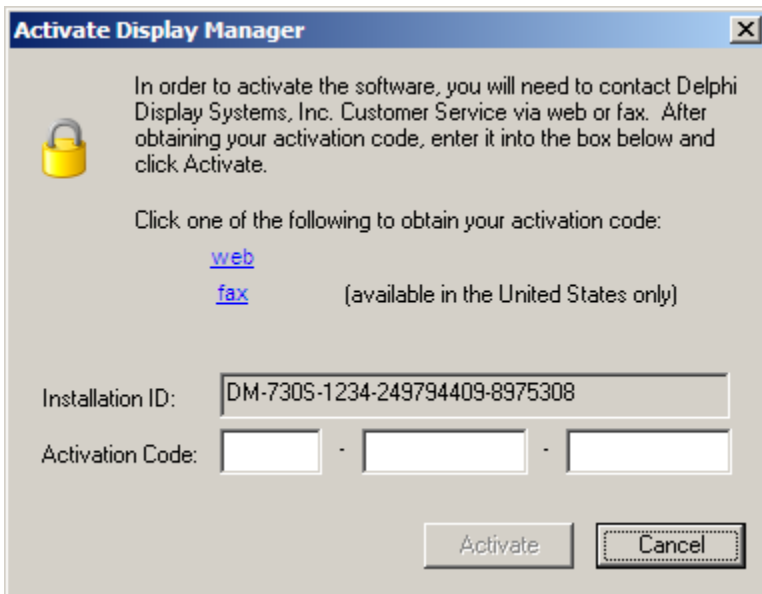 Activate Display Manager
In order to activate the software, you will need to contact Delphi
Display Systems, Inc. Customer Service via web or fax.  After
obtaining your activation code, enter it into the box below and
click Activate.
Click one of the following to obtain your activation code:
web
fax (available in the United States only)
Installation ID: DM-730S-1234-249794409-8975308
Activation Code: - -
Activate Cancel